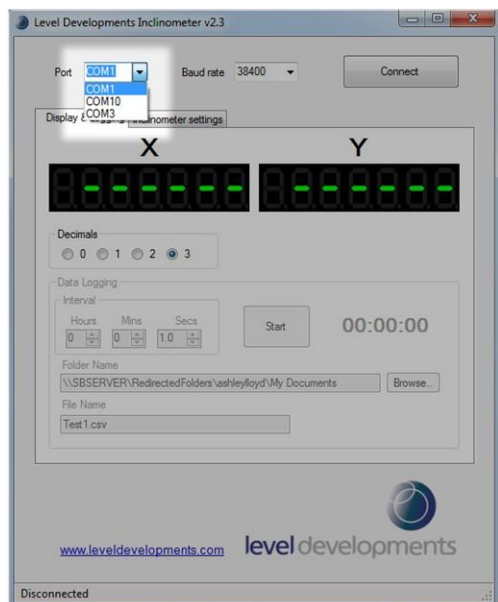 Level Developments Inclinometer v2.3
Port COM1 Baud rate 38400 Connect
COM1
COM10
COM3
Display & Logging Inclinometer settings
X Y
Decimals
0 1 2 3
Data Logging
Interval
Hours Mins Secs
0 0 1.0 Start 00:00:00
Folder Name
\\SBSERVER\RedirectedFolders\ashleylloyd\My Documents Browse..
File Name
Test1.csv
www.leveldevelopments.com level developments
Disconnected